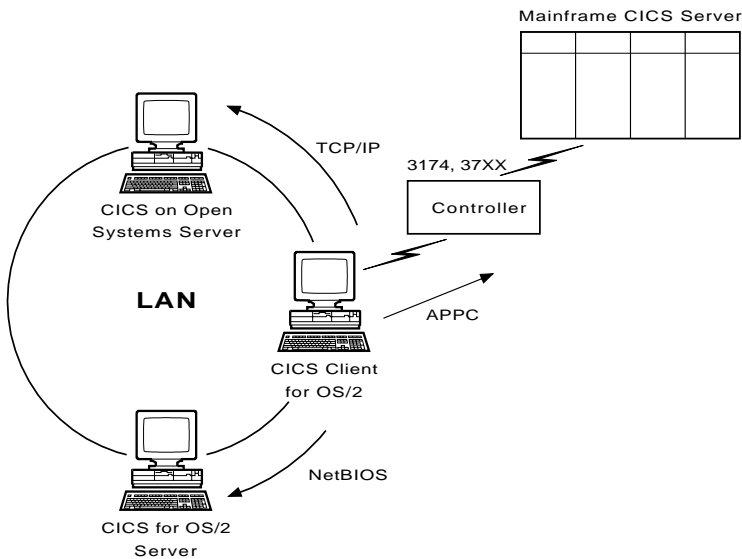 Mainframe CICS Server
TCP/IP
3174, 37XX
Controller
CICS on Open
Systems Server
LAN
APPC
CICS Client
for OS/2
NetBIOS
CICS for OS/2
Server